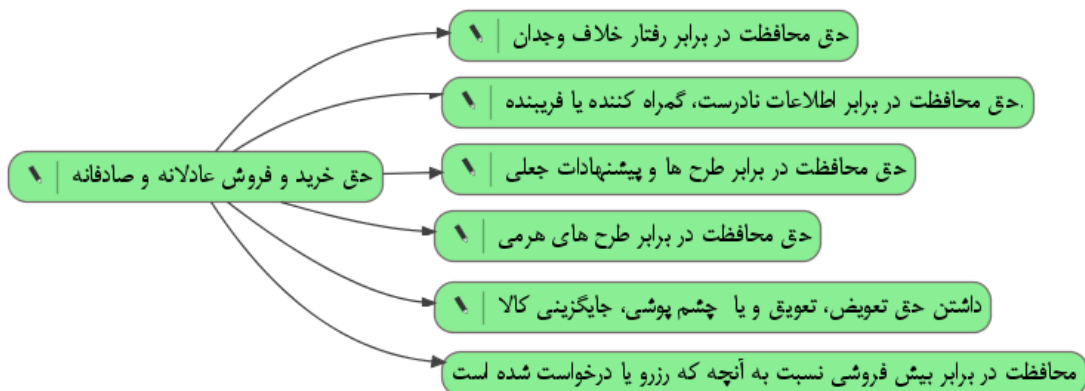 حق خرید و فروش عادلانه و صادفانه
حق محافظت در برابر رفتار خلاف وجدان
حق محافظت در برابر اطلاعات نادرست، گمراه کننده یا فریبنده.
حق محافظت در برابر طرح ها و پیشنهادات جعلی
حق محافظت در برابر طرح های هرمی
داشتن حق تعویض، تعویق و یا چشم پوشی، جایگزینی کالا
محافظت در برابر بیش فروشی نسبت به آنچه که رزرو یا درخواست شده است